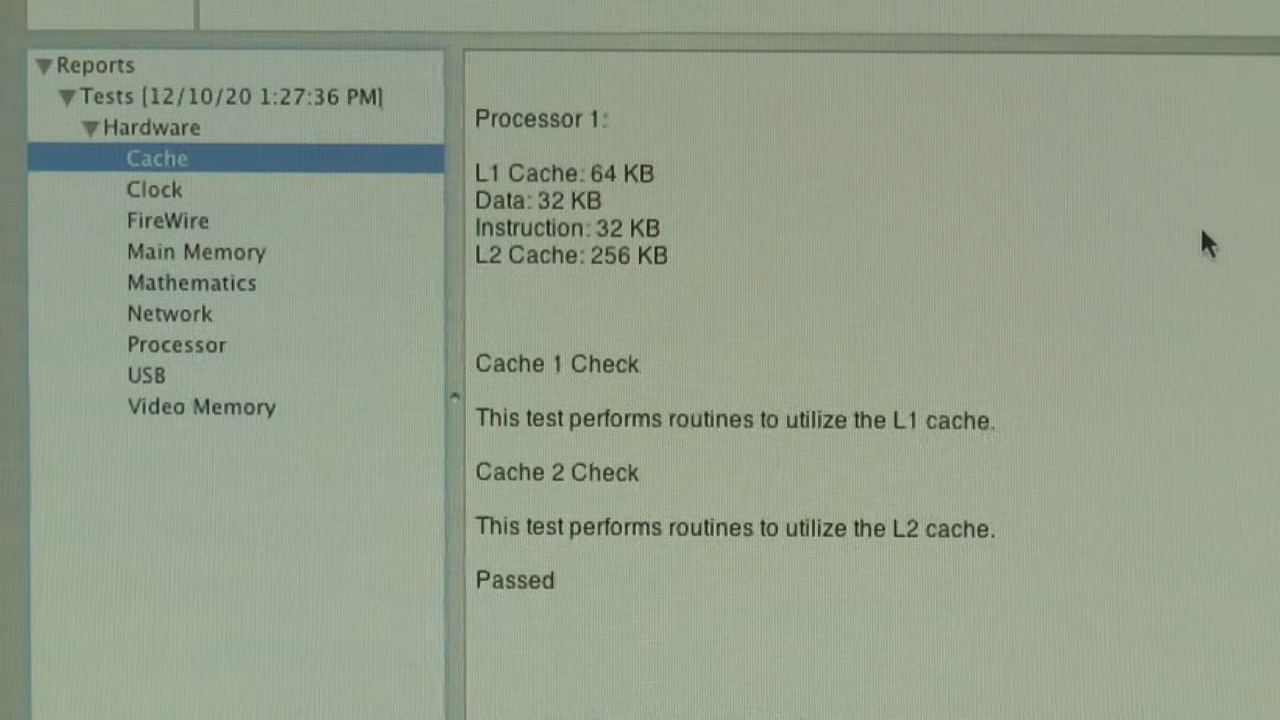 Reports
Tests [12/10/20 1:27:36 PM]
Hardware
Cache
Clock
FireWire
Main Memory
Mathematics
Network
Processor
USB
Video Memory
Processor 1:
L1 Cache: 64 KB
Data: 32 KB
Instruction: 32 KB
L2 Cache: 256 KB
Cache 1 Check
This test performs routines to utilize the L1 cache.
Cache 2 Check
This test performs routines to utilize the L2 cache.
Passed